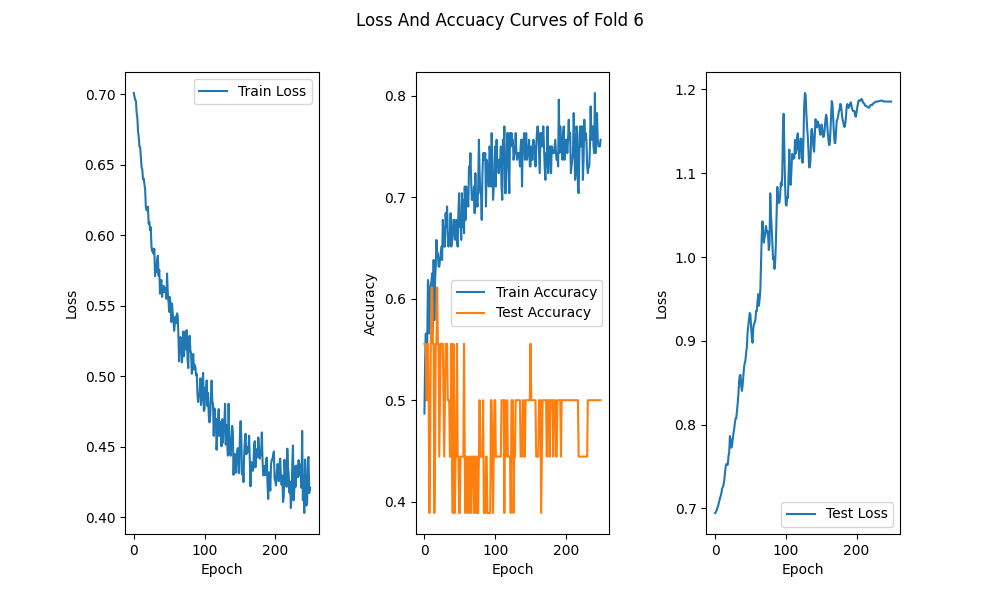 Loss And Accuacy Curves of Fold 6
Train Loss
0.70
0.65
0.60
0.55
0.50
0.45
0.40
Loss
0
100
200
Epoch
Train Accuracy
Test Accuracy
0.8
0.7
0.6
0.5
0.4
Accuracy
0
100
200
Epoch
Test Loss
1.2
1.1
1.0
0.9
0.8
0.7
Loss
0
100
200
Epoch